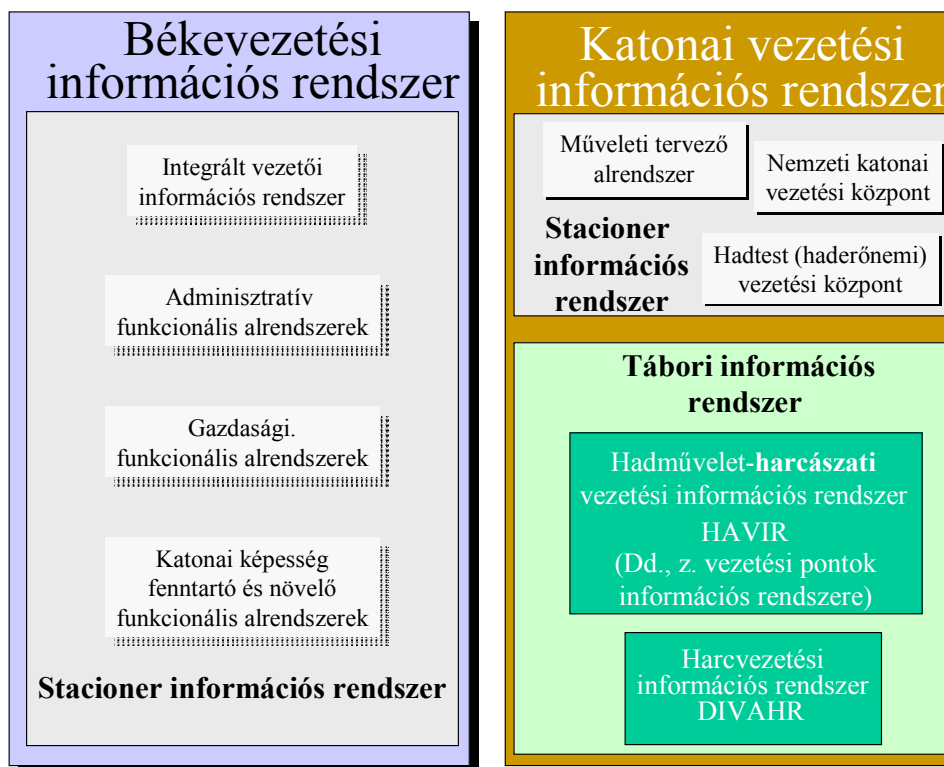 Békevezetési
információs rendszer
Integrált vezetői
információs rendszer
Adminisztratív
funkcionális alrendszerek
Gazdasági.
funkcionális alrendszerek
Katonai képesség
fenntartó és növelő
funkcionális alrendszerek
Stacioner információs rendszer
Katonai vezetési
információs rendszer
Műveleti tervező
alrendszer
Nemzeti katonai
vezetési központ
Stacioner
információs
rendszer
Hadtest (haderőnemi)
vezetési központ
Tábori információs
rendszer
Hadművelet-harcászati
vezetési információs rendszer
HAVIR
(Dd., z. vezetési pontok
információs rendszere)
Harcvezetési
információs rendszer
DIVAHR